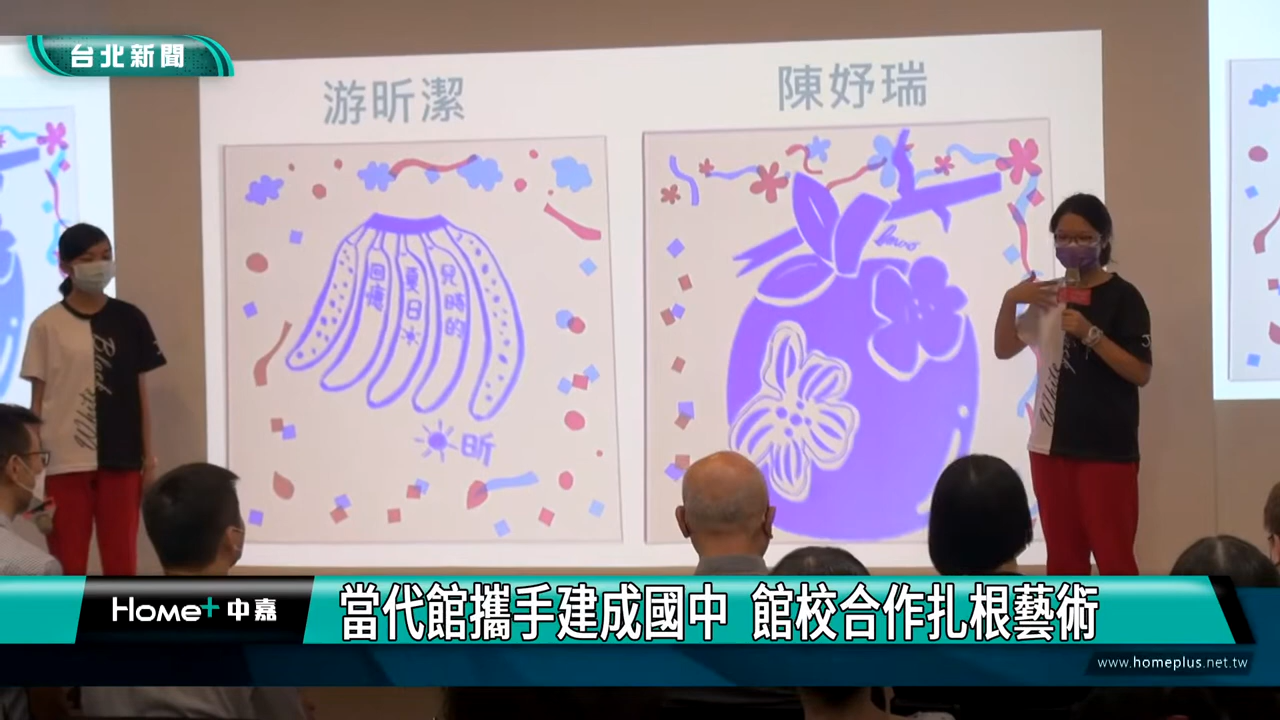 台北新聞
游昕潔
陳妤瑞
兒時的
夏日
回憶
昕
Black
White
Home+中嘉
當代館攜手建成國中 館校合作扎根藝術
www.homeplus.net.tw